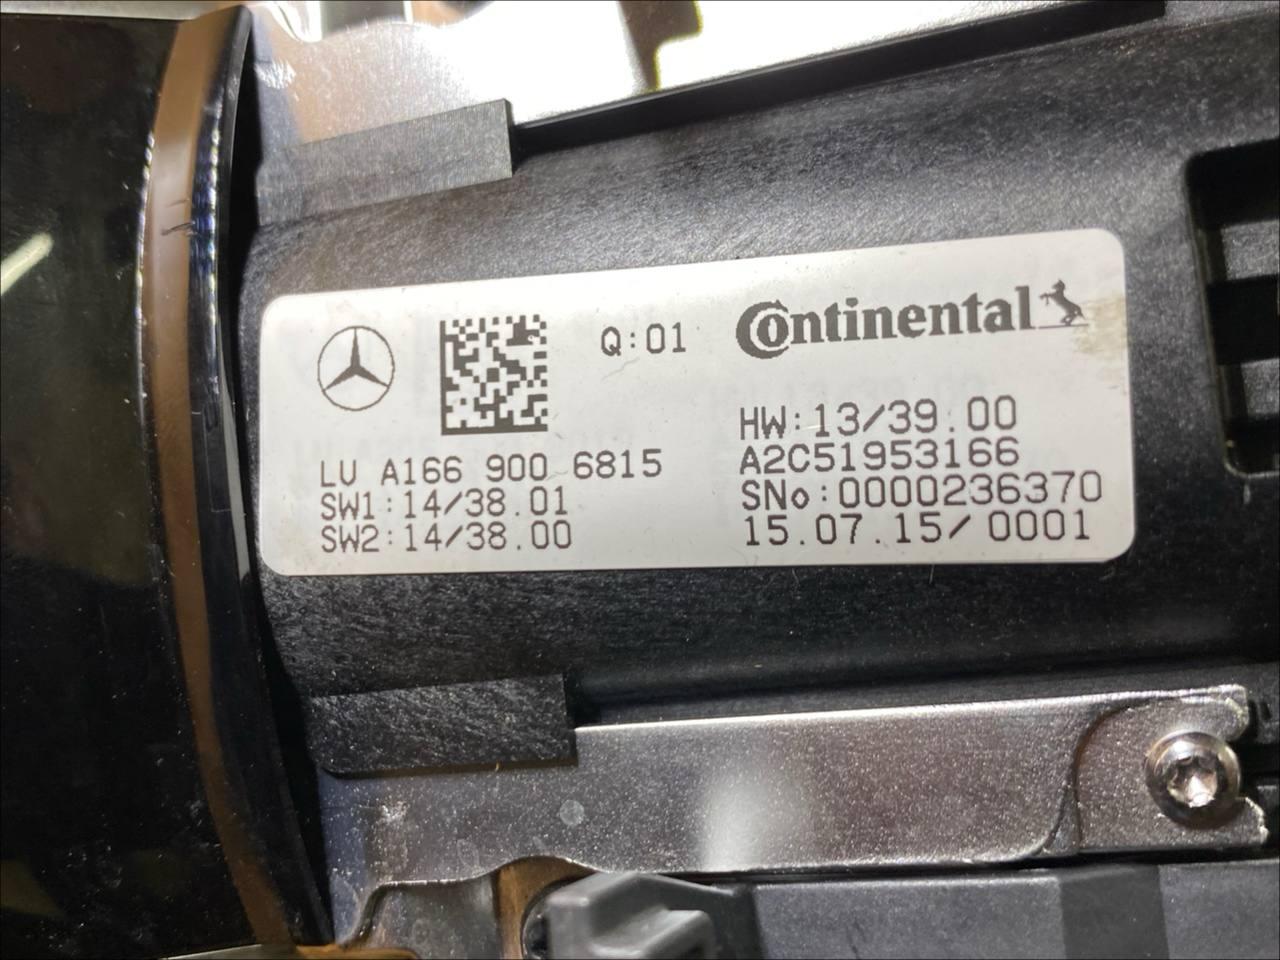 Q:01
Continental
LU A166 900 6815
SW1:14/38.01
SW2:14/38.00
HW:13/39.00
A2C51953166
SNo:0000236370
15.07.15/0001